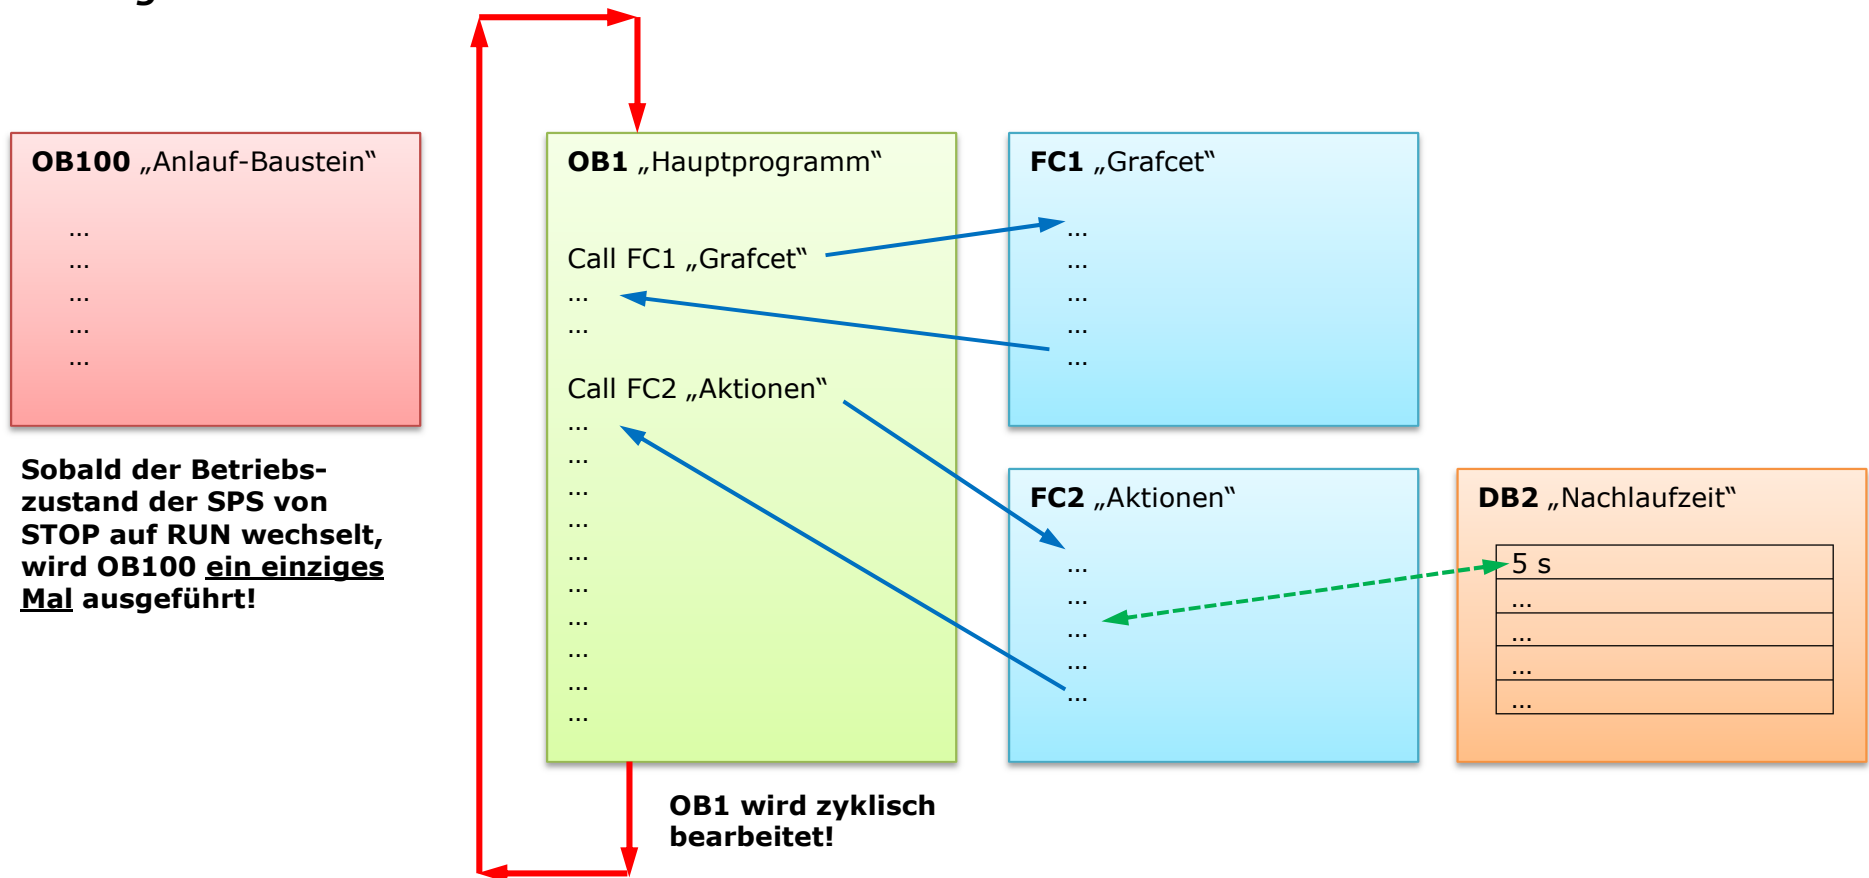 OB100 „Anlauf-Baustein“
...
...
...
...
...
Sobald der Betriebs-
zustand der SPS von
STOP auf RUN wechselt,
wird OB100 ein einziges
Mal ausgeführt!
OB1 „Hauptprogramm“
Call FC1 „Grafcet“
...
...
Call FC2 „Aktionen“
...
...
...
...
...
...
...
...
...
...
OB1 wird zyklisch
bearbeitet!
FC1 „Grafcet“
...
...
...
...
...
FC2 „Aktionen“
...
...
...
...
...
DB2 „Nachlaufzeit“
5 s
...
...
...
...